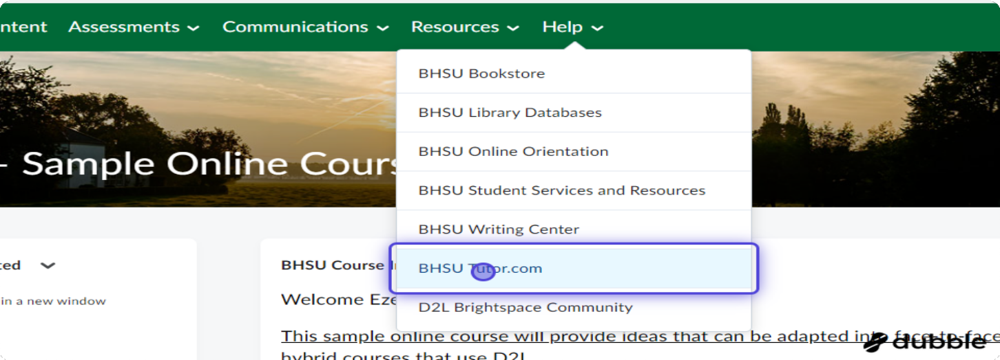 ntent Assessments Communications Resources Help
BHSU Bookstore
BHSU Library Databases
BHSU Online Orientation
- Sample Online Cours
BHSU Student Services and Resources
BHSU Writing Center
ted
BHSU Course I
BHSU Tutor.com
in a new window
Welcome Eze
D2L Brightspace Community
This sample online course will provide ideas that can be adapted into face-to-face
hybrid courses that use D2L
dubble